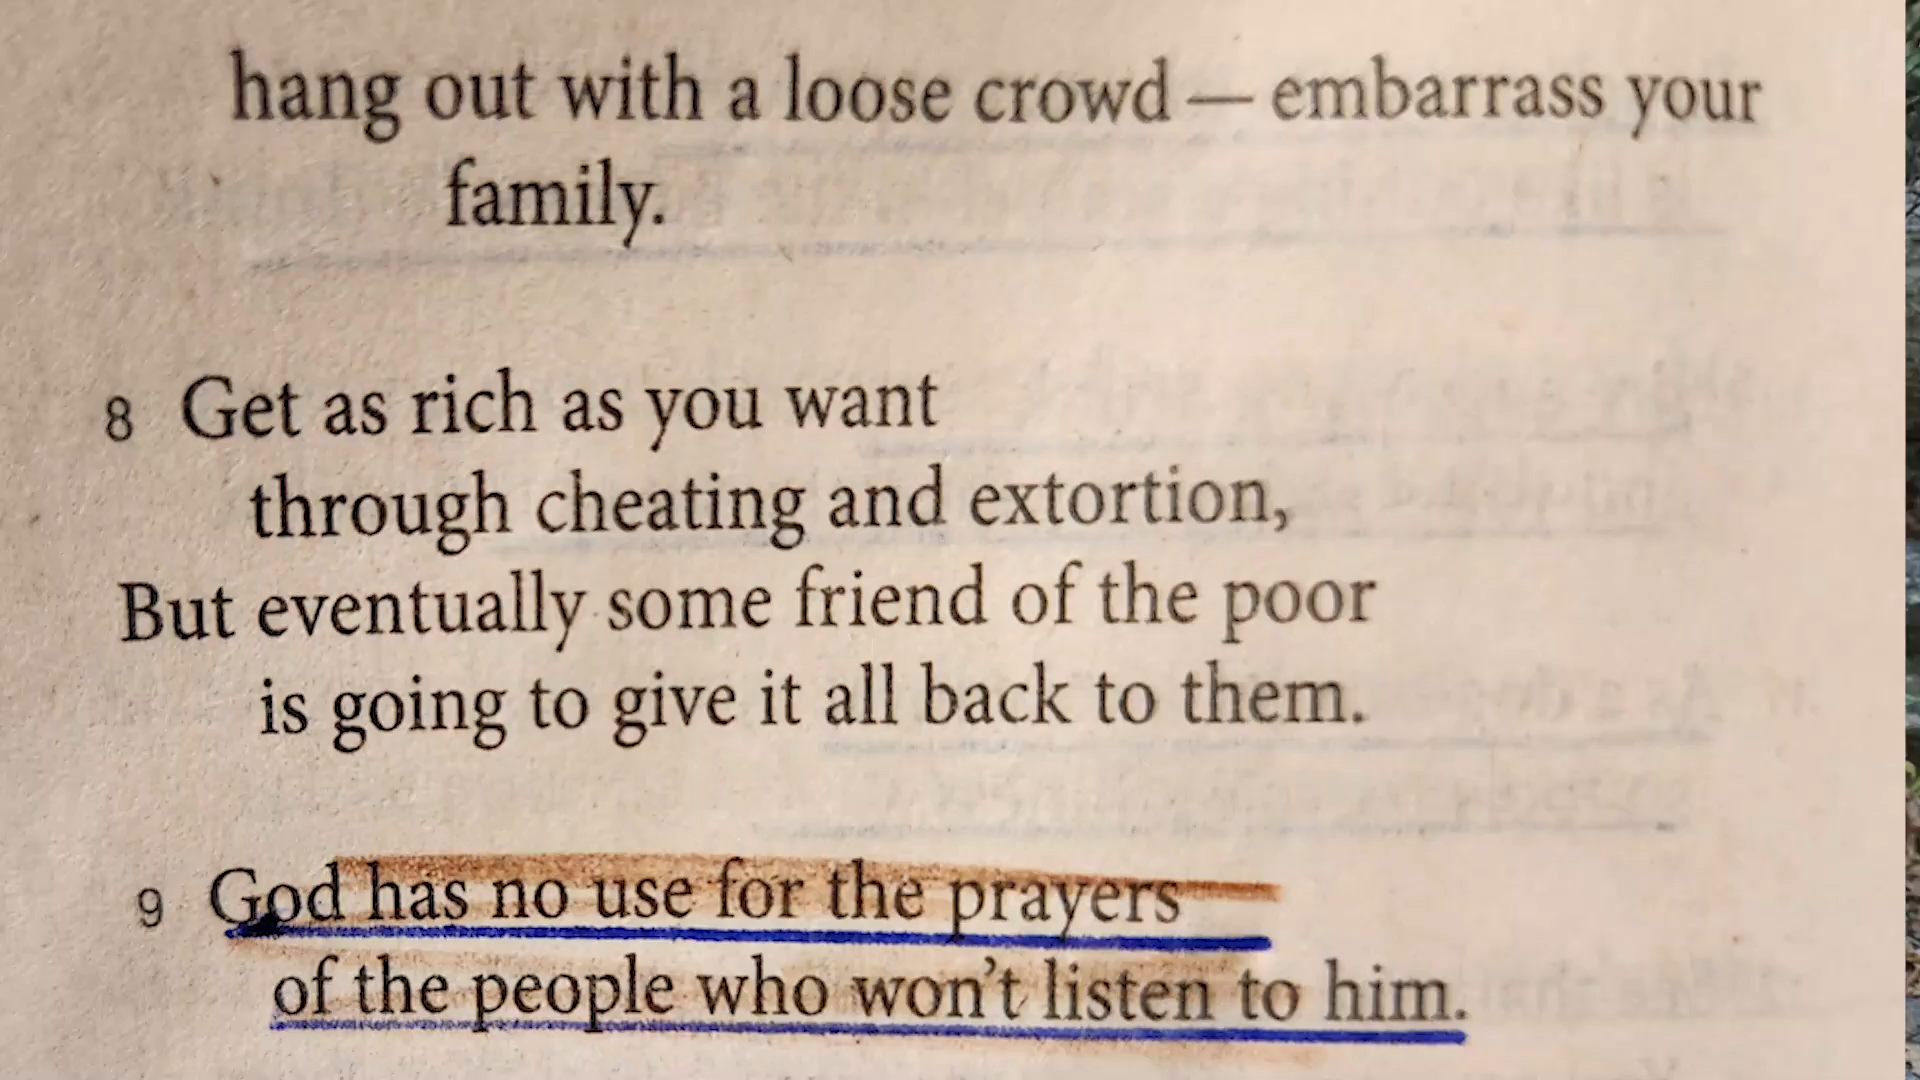 hang out with a loose crowd — embarrass your
family.
8 Get as rich as you want
through cheating and extortion,
But eventually some friend of the poor
is going to give it all back to them.
9 God has no use for the prayers
of the people who won't listen to him.